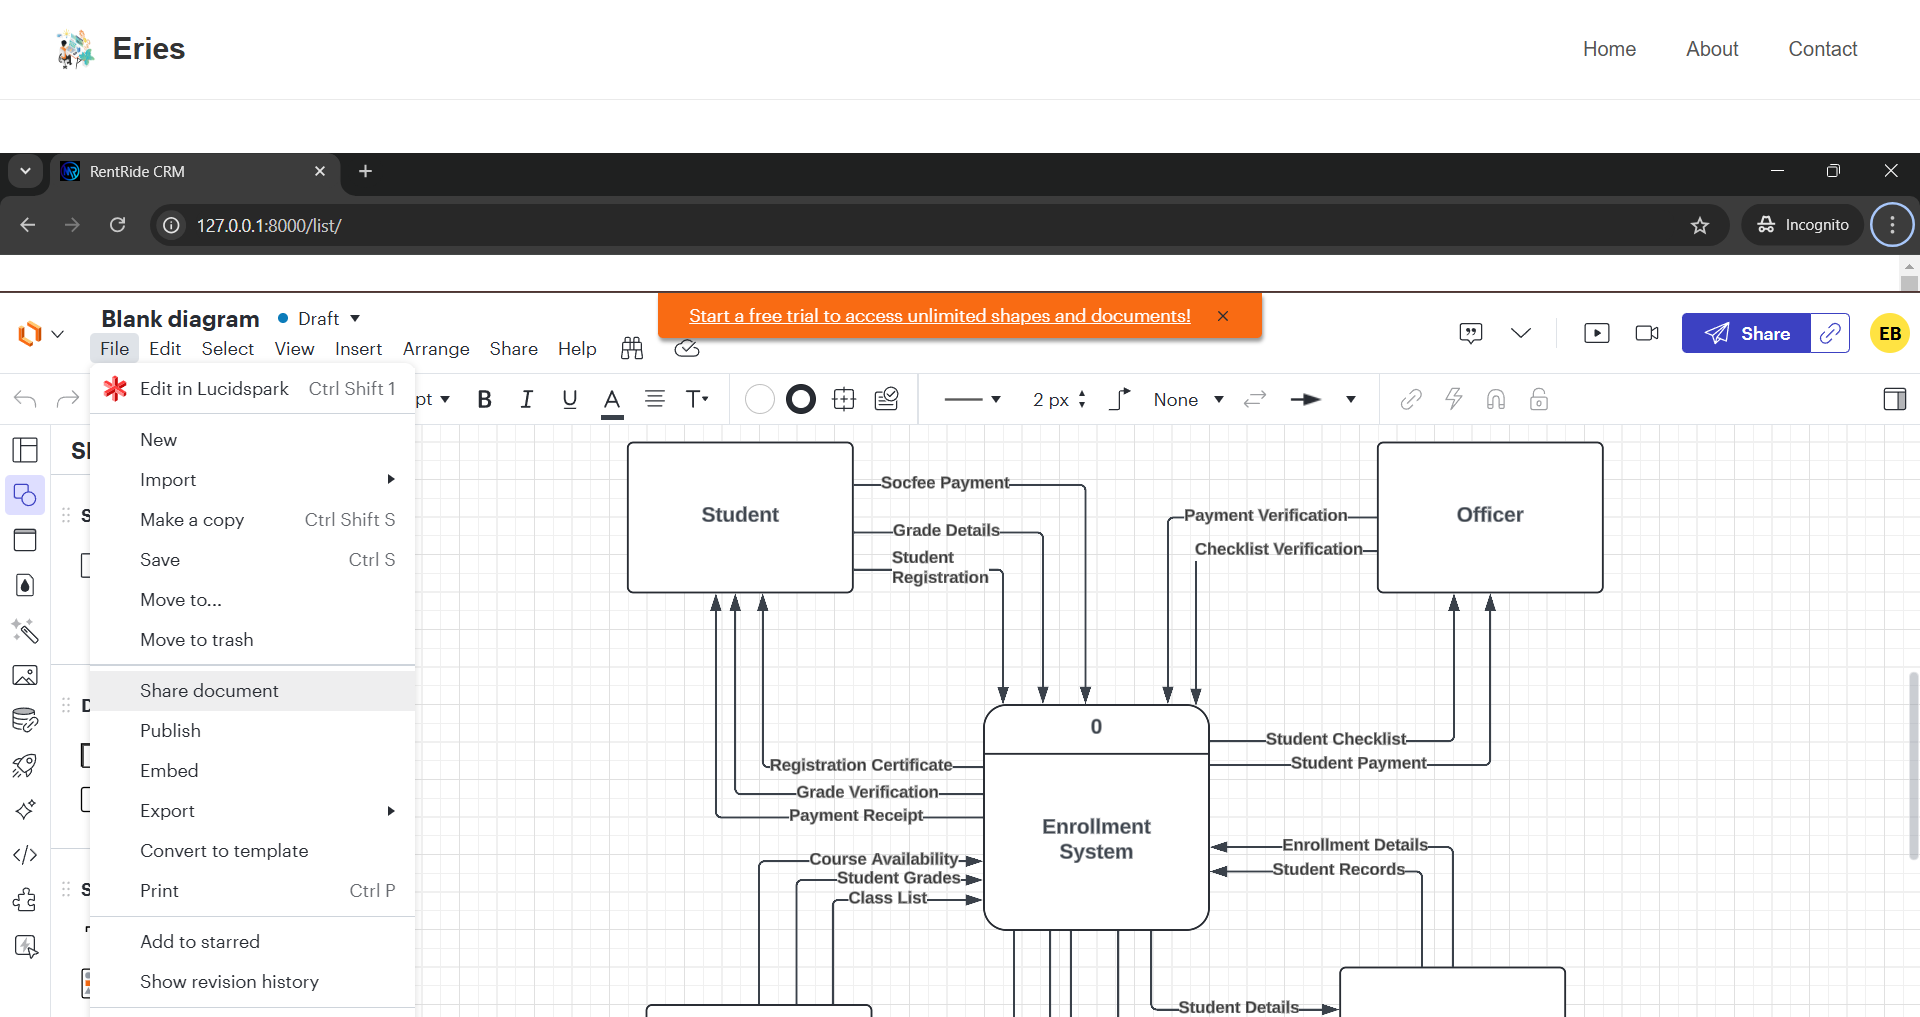 Eries
Home About Contact
RentRide CRM
127.0.0.1:8000/list/
Incognito
Blank diagram
Draft
Start a free trial to access unlimited shapes and documents!
Share
EB
File Edit Select View Insert Arrange Share Help
pt
2 px
None
Edit in Lucidspark Ctrl Shift 1
New
Import
Make a copy Ctrl Shift S
Save Ctrl S
Move to...
Move to trash
Share document
Publish
Embed
Export
Convert to template
Print Ctrl P
Add to starred
Show revision history
Student
Socfee Payment
Grade Details
Student
Registration
Payment Verification
Checklist Verification
Officer
0
Enrollment
System
Student Checklist
Student Payment
Registration Certificate
Grade Verification
Payment Receipt
Course Availability
Student Grades
Class List
Enrollment Details
Student Records
Student Details